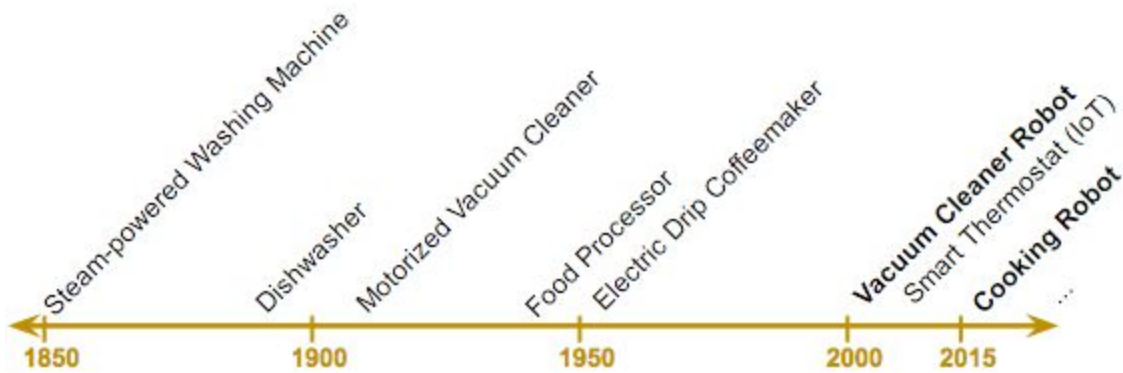 Steam-powered Washing Machine
Dishwasher
Motorized Vacuum Cleaner
Food Processor
Electric Drip Coffeemaker
Vacuum Cleaner Robot
Smart Thermostat (IoT)
Cooking Robot
...
1850
1900
1950
2000
2015